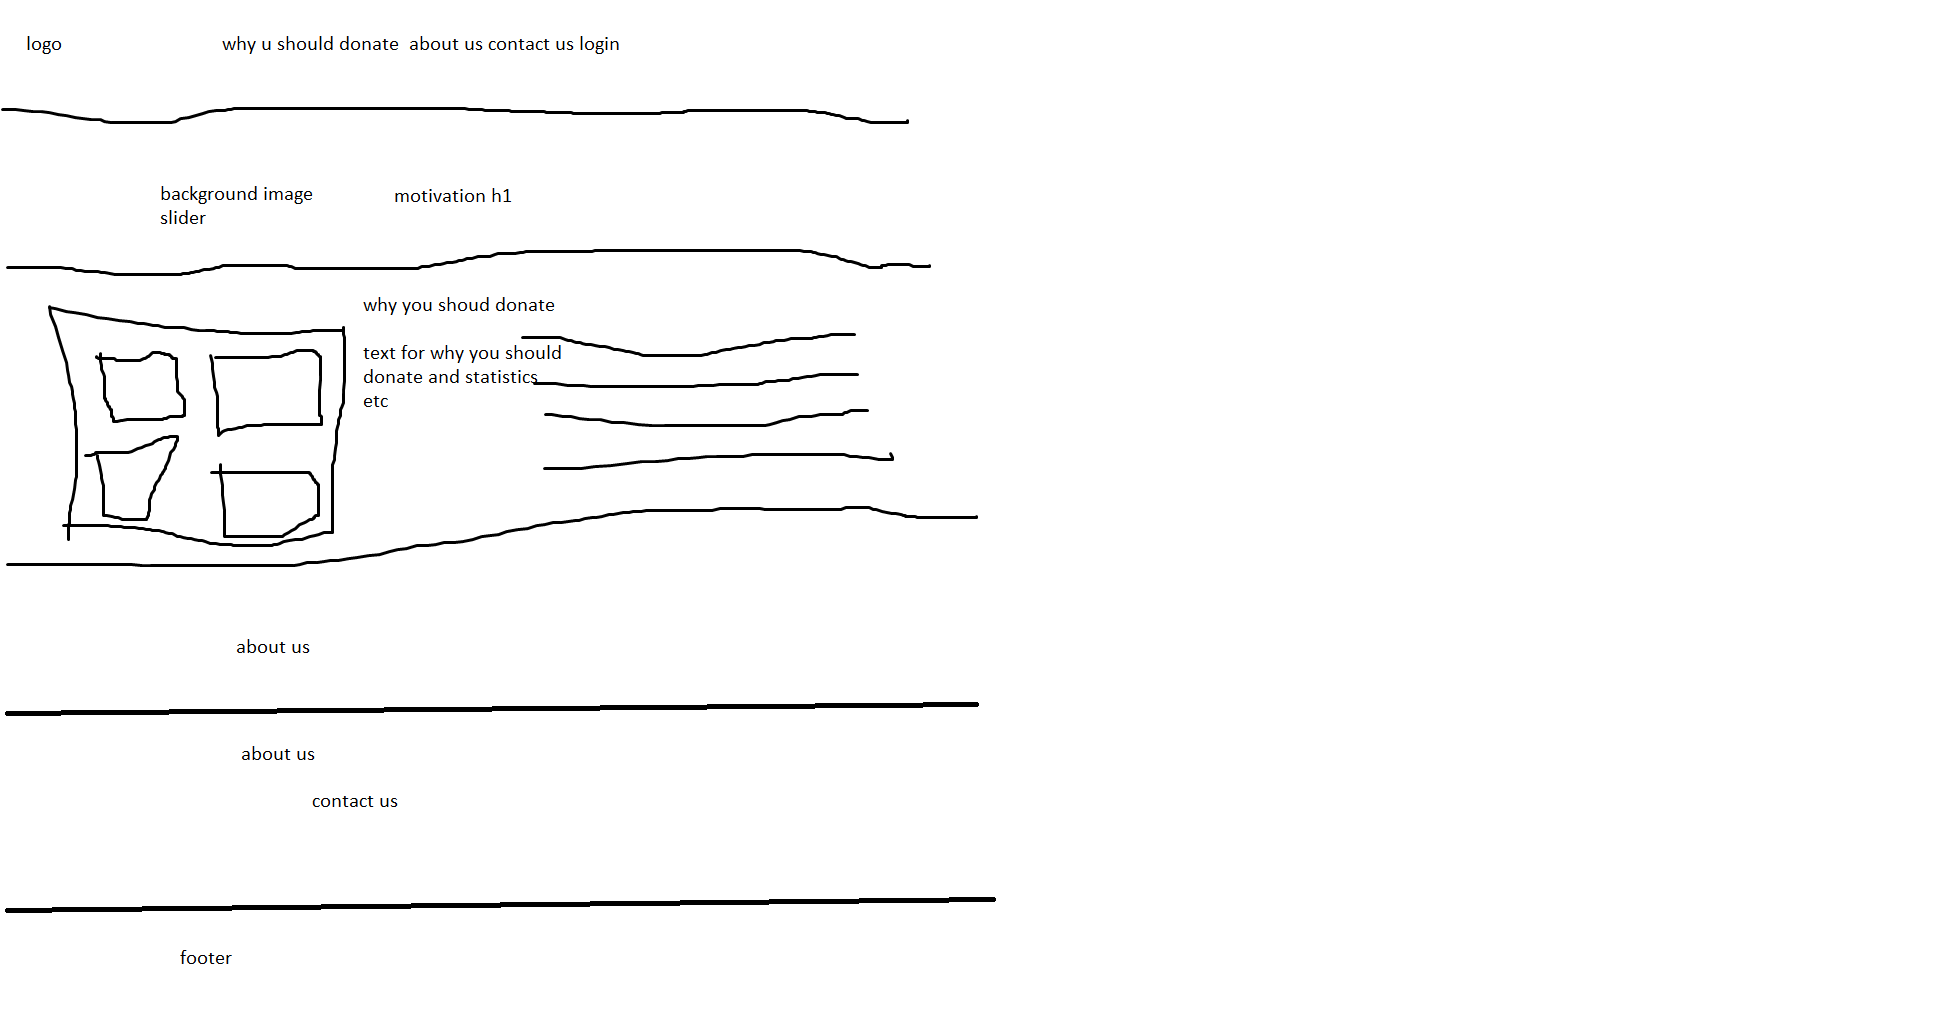 logo
why u should donate  about us contact us login
background image
slider
motivation h1
why you shoud donate
text for why you should
donate and statistics
etc
about us
about us
contact us
footer